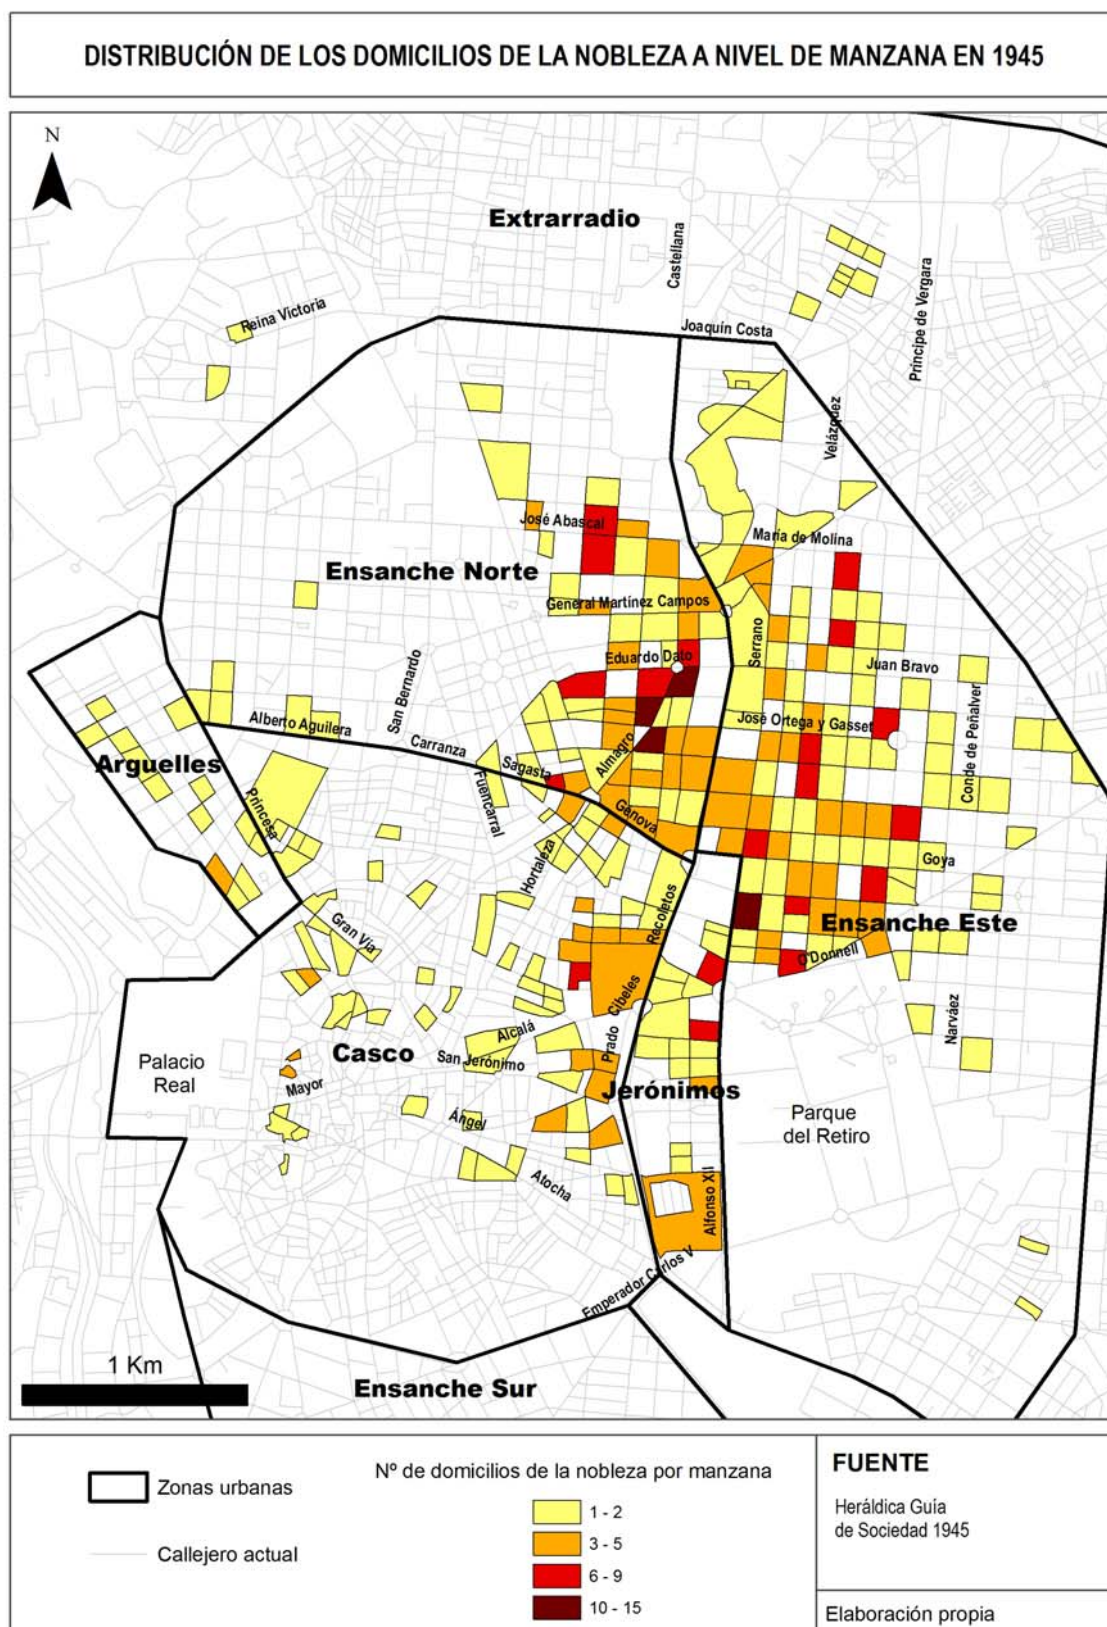 DISTRIBUCIÓN DE LOS DOMICILIOS DE LA NOBLEZA A NIVEL DE MANZANA EN 1945
N
Extrarradio
Castellana
Príncipe de Vergara
Reina Victoria
Joaquín Costa
Velázquez
José Abascal
María de Molina
Ensanche Norte
General Martínez Campos
Serrano
Eduardo Dato
Juan Bravo
San Bernardo
Conde de Peñalver
Alberto Aguilera
José Ortega y Gasset
Carranza
Almagro
Arguelles
Sagasta
Princesa
Fuencarral
Génova
Hortaleza
Goya
Recoletos
Gran Via
Ensanche Este
O'Donnell
Cibeles
Narváez
Alcalá
Casco
San Jerónimo
Prado
Palacio
Real
Mayor
Jerónimos
Ángel
Parque
del Retiro
Atocha
Alfonso XII
Emperador Carlos V
1 Km
Ensanche Sur
Zonas urbanas
Callejero actual
Nº de domicilios de la nobleza por manzana
1 - 2
3 - 5
6 - 9
10 - 15
FUENTE
Heráldica Guía
de Sociedad 1945
Elaboración propia